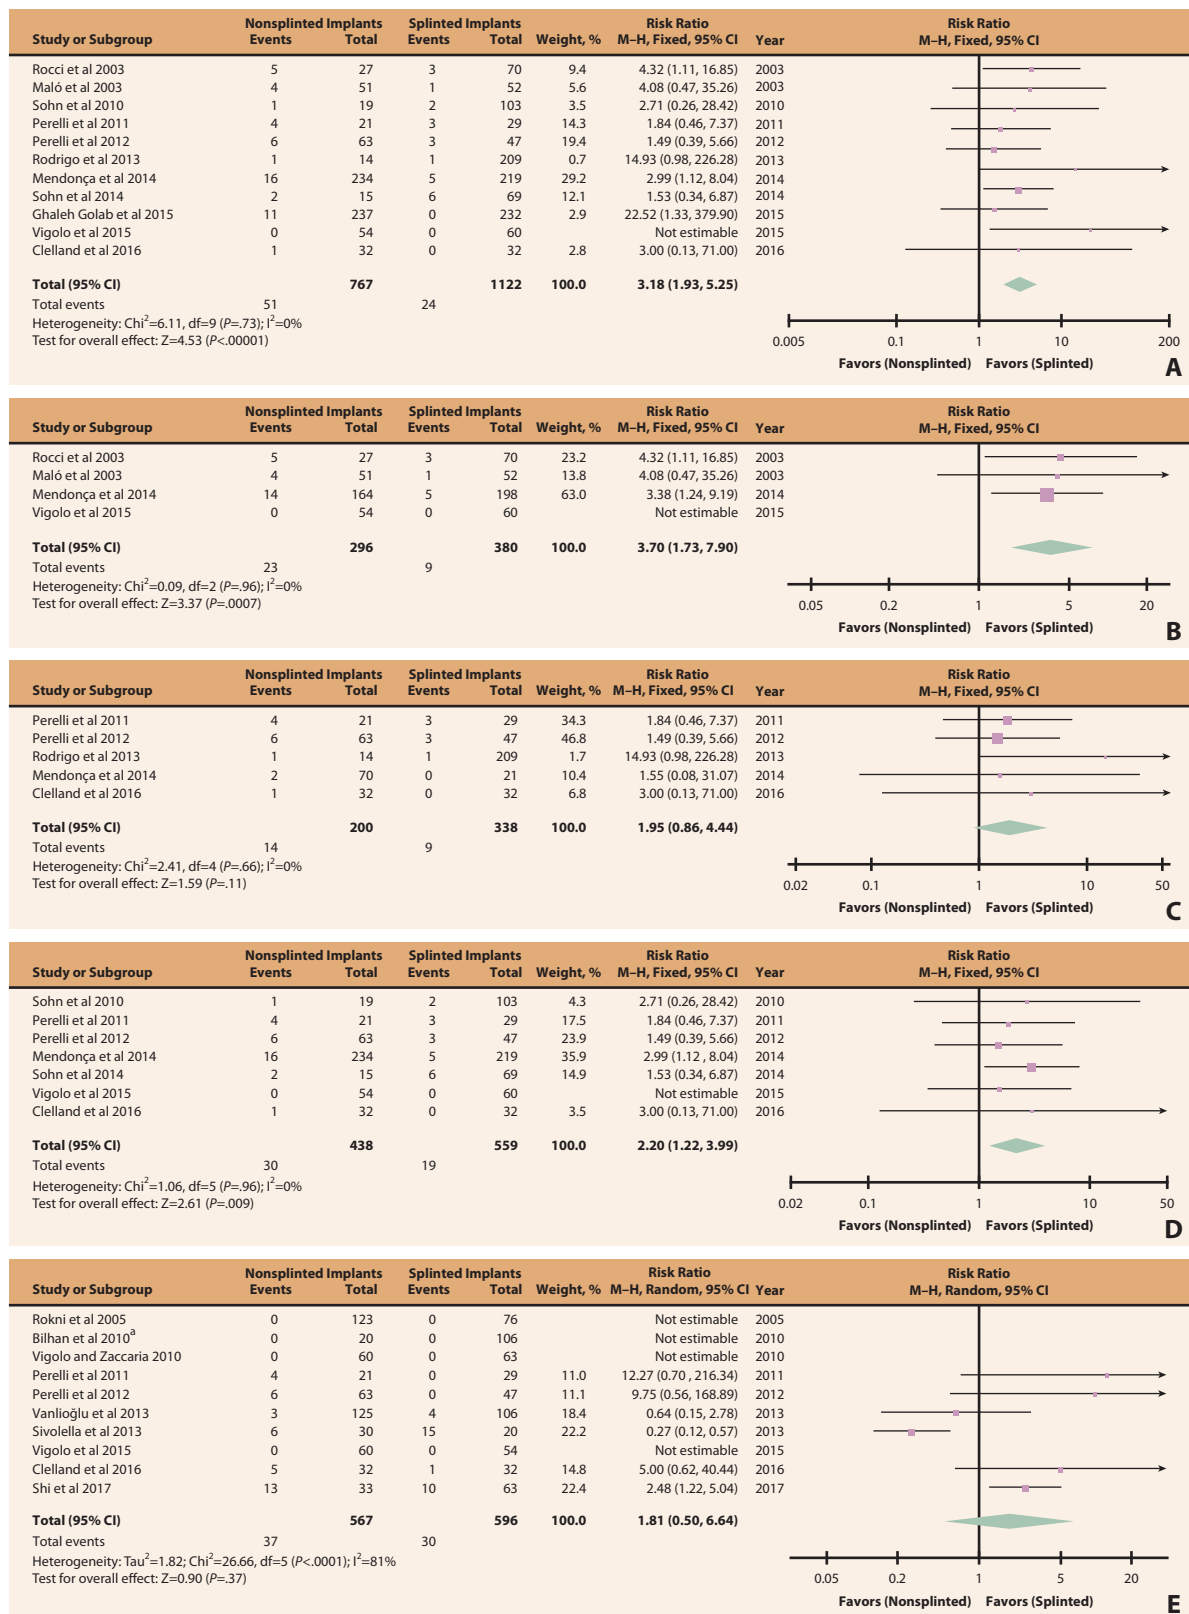 Nonsplinted Implants Splinted Implants Risk Ratio Risk Ratio
Study or Subgroup Events Total Events Total Weight, % M–H, Fixed, 95% CI Year M–H, Fixed, 95% CI
Rocci et al 2003 5 27 3 70 9.4 4.32 (1.11, 16.85) 2003
Maló et al 2003 4 51 1 52 5.6 4.08 (0.47, 35.26) 2003
Sohn et al 2010 1 19 2 103 3.5 2.71 (0.26, 28.42) 2010
Perelli et al 2011 4 21 3 29 14.3 1.84 (0.46, 7.37) 2011
Perelli et al 2012 6 63 3 47 19.4 1.49 (0.39, 5.66) 2012
Rodrigo et al 2013 1 14 1 209 0.7 14.93 (0.98, 226.28) 2013
Mendonça et al 2014 16 234 5 219 29.2 2.99 (1.12, 8.04) 2014
Sohn et al 2014 2 15 6 69 12.1 1.53 (0.34, 6.87) 2014
Ghaleh Golab et al 2015 11 237 0 232 2.9 22.52 (1.33, 379.90) 2015
Vigolo et al 2015 0 54 0 60 Not estimable 2015
Clelland et al 2016 1 32 0 32 2.8 3.00 (0.13, 71.00) 2016
Total (95% CI) 767 1122 100.0 3.18 (1.93, 5.25)
Total events 51 24
Heterogeneity: Chi²=6.11, df=9 (P=.73); I²=0%
Test for overall effect: Z=4.53 (P<.00001)
0.005 0.1 1 10 200
Favors (Nonsplinted) Favors (Splinted)
A
Nonsplinted Implants Splinted Implants Risk Ratio Risk Ratio
Study or Subgroup Events Total Events Total Weight, % M–H, Fixed, 95% CI Year M–H, Fixed, 95% CI
Rocci et al 2003 5 27 3 70 23.2 4.32 (1.11, 16.85) 2003
Maló et al 2003 4 51 1 52 13.8 4.08 (0.47, 35.26) 2003
Mendonça et al 2014 14 164 5 198 63.0 3.38 (1.24, 9.19) 2014
Vigolo et al 2015 0 54 0 60 Not estimable 2015
Total (95% CI) 296 380 100.0 3.70 (1.73, 7.90)
Total events 23 9
Heterogeneity: Chi²=0.09, df=2 (P=.96); I²=0%
Test for overall effect: Z=3.37 (P=.0007)
0.05 0.2 1 5 20
Favors (Nonsplinted) Favors (Splinted)
B
Nonsplinted Implants Splinted Implants Risk Ratio Risk Ratio
Study or Subgroup Events Total Events Total Weight, % M–H, Fixed, 95% CI Year M–H, Fixed, 95% CI
Perelli et al 2011 4 21 3 29 34.3 1.84 (0.46, 7.37) 2011
Perelli et al 2012 6 63 3 47 46.8 1.49 (0.39, 5.66) 2012
Rodrigo et al 2013 1 14 1 209 1.7 14.93 (0.98, 226.28) 2013
Mendonça et al 2014 2 70 0 21 10.4 1.55 (0.08, 31.07) 2014
Clelland et al 2016 1 32 0 32 6.8 3.00 (0.13, 71.00) 2016
Total (95% CI) 200 338 100.0 1.95 (0.86, 4.44)
Total events 14 9
Heterogeneity: Chi²=2.41, df=4 (P=.66); I²=0%
Test for overall effect: Z=1.59 (P=.11)
0.02 0.1 1 10 50
Favors (Nonsplinted) Favors (Splinted)
C
Nonsplinted Implants Splinted Implants Risk Ratio Risk Ratio
Study or Subgroup Events Total Events Total Weight, % M–H, Fixed, 95% CI Year M–H, Fixed, 95% CI
Sohn et al 2010 1 19 2 103 4.3 2.71 (0.26, 28.42) 2010
Perelli et al 2011 4 21 3 29 17.5 1.84 (0.46, 7.37) 2011
Perelli et al 2012 6 63 3 47 23.9 1.49 (0.39, 5.66) 2012
Mendonça et al 2014 16 234 5 219 35.9 2.99 (1.12 , 8.04) 2014
Sohn et al 2014 2 15 6 69 14.9 1.53 (0.34, 6.87) 2014
Vigolo et al 2015 0 54 0 60 Not estimable 2015
Clelland et al 2016 1 32 0 32 3.5 3.00 (0.13, 71.00) 2016
Total (95% CI) 438 559 100.0 2.20 (1.22, 3.99)
Total events 30 19
Heterogeneity: Chi²=1.06, df=5 (P=.96); I²=0%
Test for overall effect: Z=2.61 (P=.009)
0.02 0.1 1 10 50
Favors (Nonsplinted) Favors (Splinted)
D
Nonsplinted Implants Splinted Implants Risk Ratio Risk Ratio
Study or Subgroup Events Total Events Total Weight, % M–H, Random, 95% CI Year M–H, Random, 95% CI
Rokni et al 2005 0 123 0 76 Not estimable 2005
Bilhan et al 2010ᵃ 0 20 0 106 Not estimable 2010
Vigolo and Zaccaria 2010 0 60 0 63 Not estimable 2010
Perelli et al 2011 4 21 0 29 11.0 12.27 (0.70 , 216.34) 2011
Perelli et al 2012 6 63 0 47 11.1 9.75 (0.56, 168.89) 2012
Vanlioğlu et al 2013 3 125 4 106 18.4 0.64 (0.15, 2.78) 2013
Sivolella et al 2013 6 30 15 20 22.2 0.27 (0.12, 0.57) 2013
Vigolo et al 2015 0 60 0 54 Not estimable 2015
Clelland et al 2016 5 32 1 32 14.8 5.00 (0.62, 40.44) 2016
Shi et al 2017 13 33 10 63 22.4 2.48 (1.22, 5.04) 2017
Total (95% CI) 567 596 100.0 1.81 (0.50, 6.64)
Total events 37 30
Heterogeneity: Tau²=1.82; Chi²=26.66, df=5 (P<.0001); I²=81%
Test for overall effect: Z=0.90 (P=.37)
0.05 0.2 1 5 20
Favors (Nonsplinted) Favors (Splinted)
E